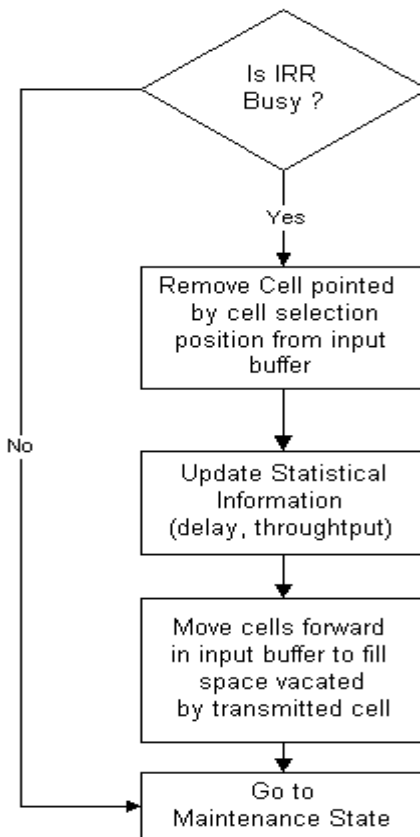 Is IRR
Busy ?
Yes
Remove Cell pointed
by cell selection
position from input
buffer
No
Update Statistical
Information
(delay, throughtput)
Move cells forward
in input buffer to fill
space vacated
by transmitted cell
Go to
Maintenance State